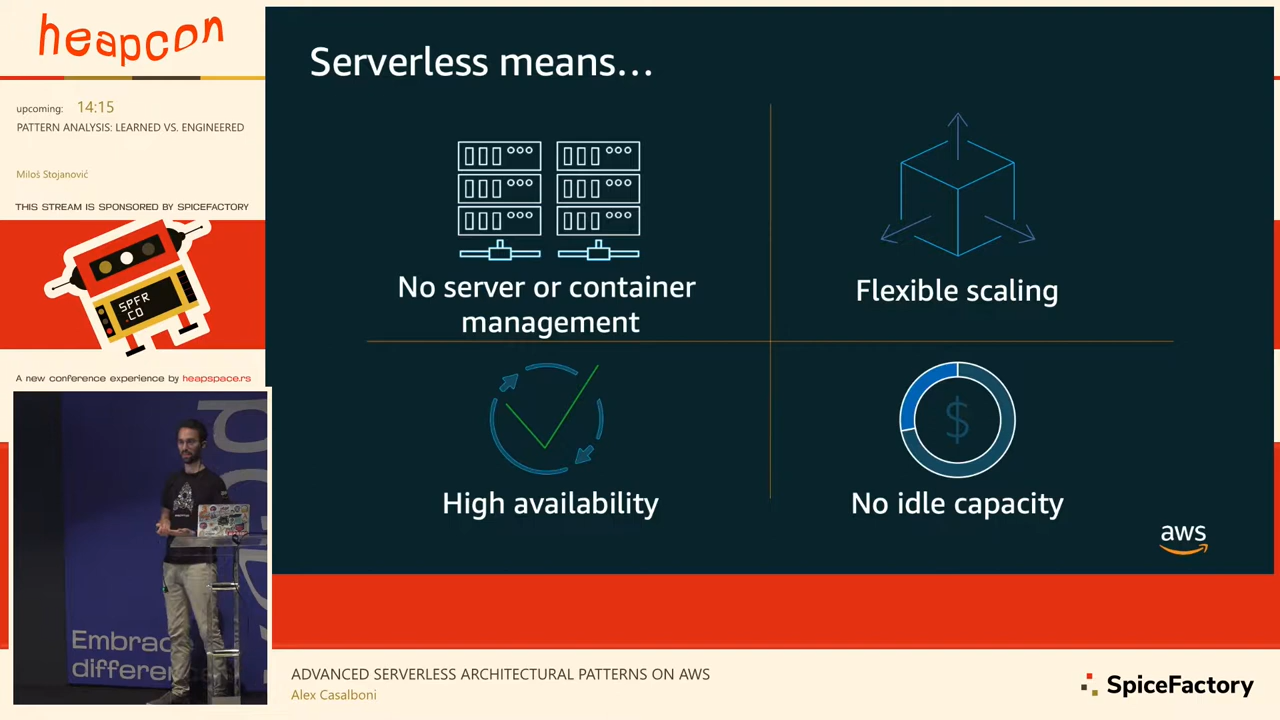 heapcon
upcoming: 14:15
PATTERN ANALYSIS: LEARNED VS. ENGINEERED
Miloš Stojanović
THIS STREAM IS SPONSORED BY SPICEFACTORY
SPFR
.CO
A new conference experience by heapspace.rs
Serverless means...
No server or container
management
Flexible scaling
High availability
No idle capacity
aws
Embrac
differen
ADVANCED SERVERLESS ARCHITECTURAL PATTERNS ON AWS
Alex Casalboni
SpiceFactory